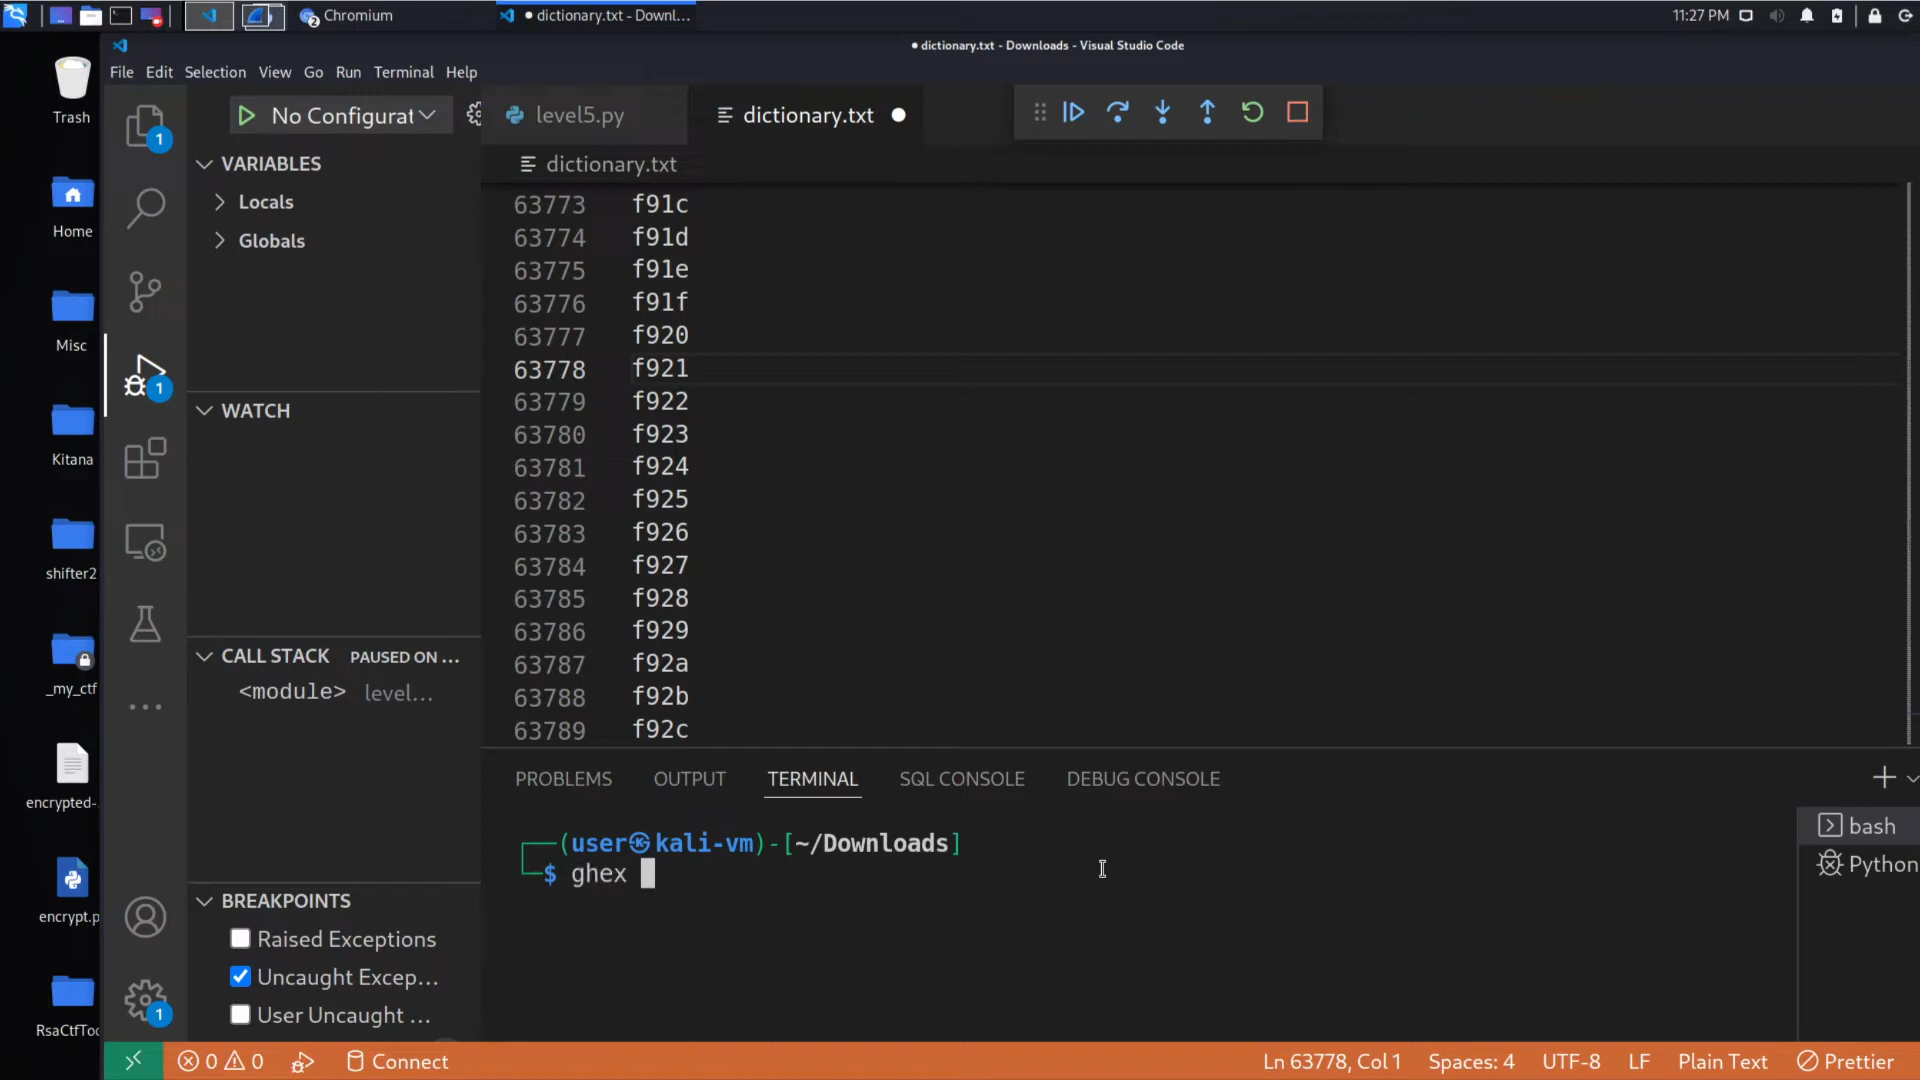 Chromium
dictionary.txt - Downl...
11:27 PM
dictionary.txt - Downloads - Visual Studio Code
File Edit Selection View Go Run Terminal Help
No Configurat
level5.py
dictionary.txt
dictionary.txt
VARIABLES
Locals
Globals
WATCH
CALL STACK PAUSED ON ...
<module> level...
BREAKPOINTS
Raised Exceptions
Uncaught Excep...
User Uncaught ...
Trash
Home
Misc
Kitana
shifter2
_my_ctf
encrypted-.
encrypt.p
RsaCtfToo
1
1
1
2
63773 f91c
63774 f91d
63775 f91e
63776 f91f
63777 f920
63778 f921
63779 f922
63780 f923
63781 f924
63782 f925
63783 f926
63784 f927
63785 f928
63786 f929
63787 f92a
63788 f92b
63789 f92c
PROBLEMS OUTPUT TERMINAL SQL CONSOLE DEBUG CONSOLE
(user㉿kali-vm)-[~/Downloads]
$ ghex
bash
Python
0 0 Connect
Ln 63778, Col 1 Spaces: 4 UTF-8 LF Plain Text Prettier